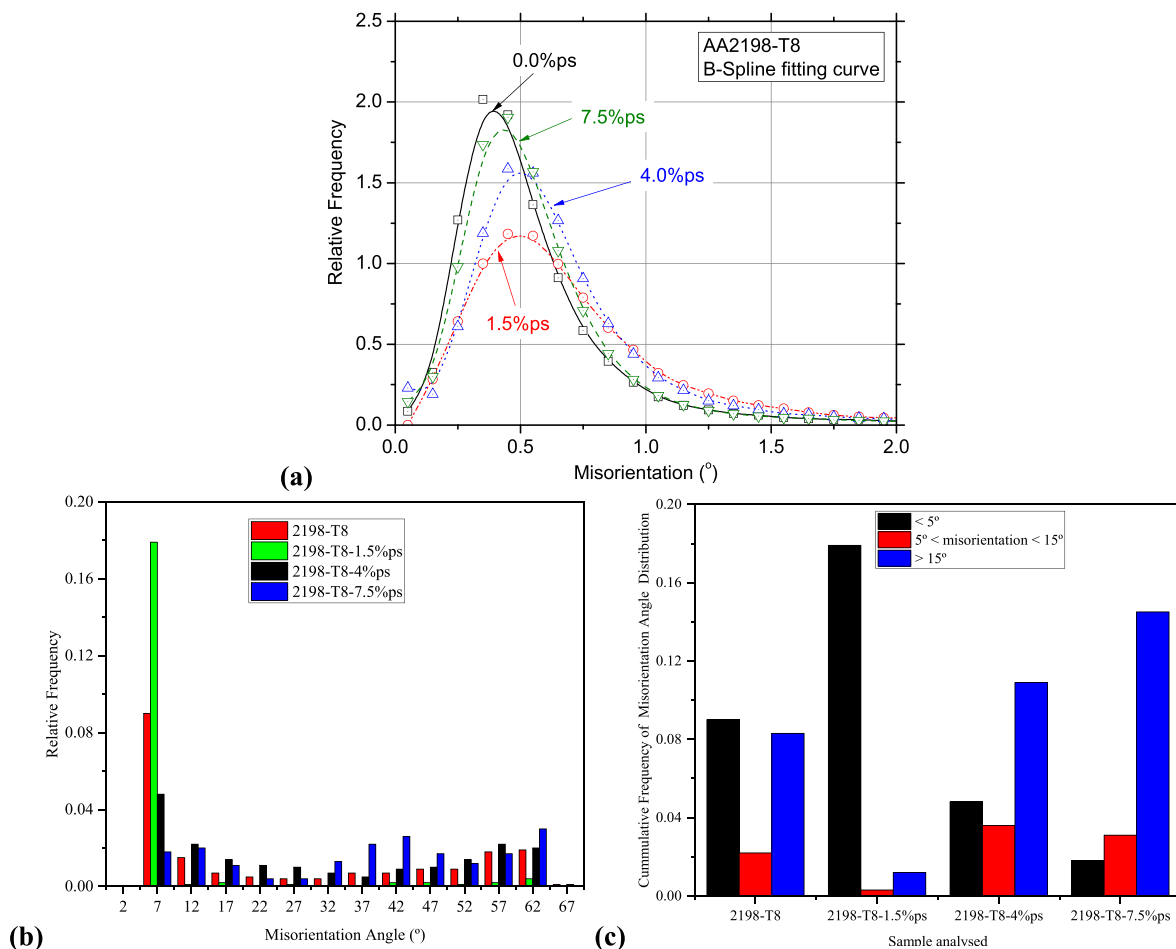 2.5
2.0
1.5
1.0
0.5
0.0
Relative Frequency
AA2198-T8
B-Spline fitting curve
0.0%ps
7.5%ps
4.0%ps
1.5%ps
0.0 0.5 1.0 1.5 2.0
Misorientation (°)
(a)
0.20
0.16
0.12
0.08
0.04
0.00
Relative Frequency
2198-T8
2198-T8-1.5%ps
2198-T8-4%ps
2198-T8-7.5%ps
2 7 12 17 22 27 32 37 42 47 52 57 62 67
Misorientation Angle (º)
(b)
0.20
0.16
0.12
0.08
0.04
0.00
Cummulative Frequency of Misorientation Angle Distribution
< 5º
5º < misorientation < 15º
> 15º
2198-T8 2198-T8-1.5%ps 2198-T8-4%ps 2198-T8-7.5%ps
Sample analysed
(c)